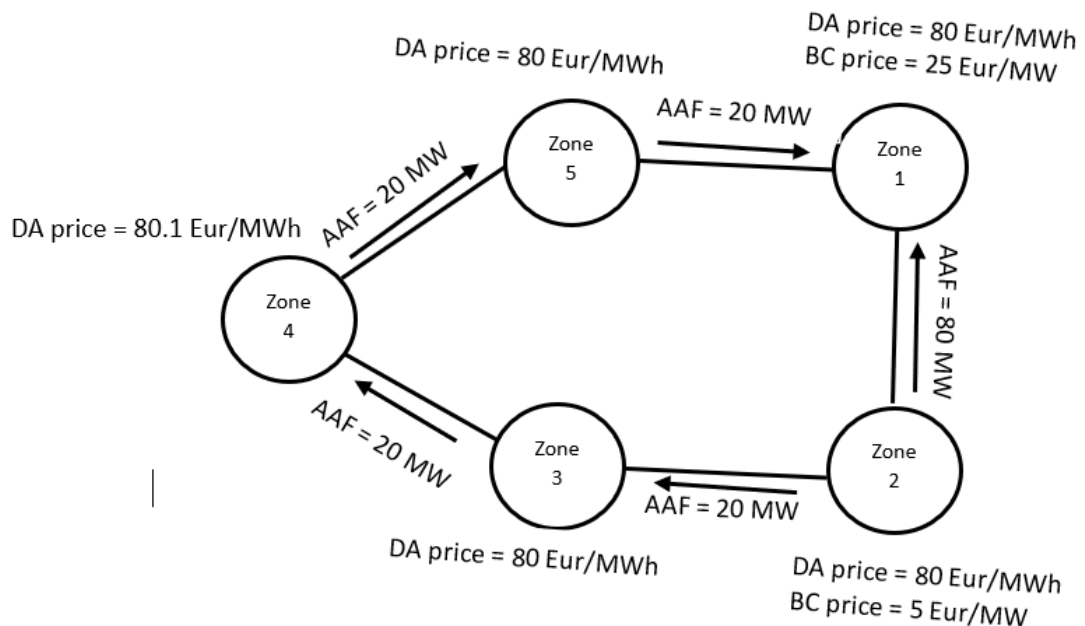 DA price = 80 Eur/MWh
BC price = 25 Eur/MW
DA price = 80 Eur/MWh
AAF = 20 MW
Zone
5
Zone
1
AAF = 20 MW
DA price = 80.1 Eur/MWh
Zone
4
AAF = 80 MW
AAF = 20 MW
Zone
3
Zone
2
AAF = 20 MW
DA price = 80 Eur/MWh
DA price = 80 Eur/MWh
BC price = 5 Eur/MW